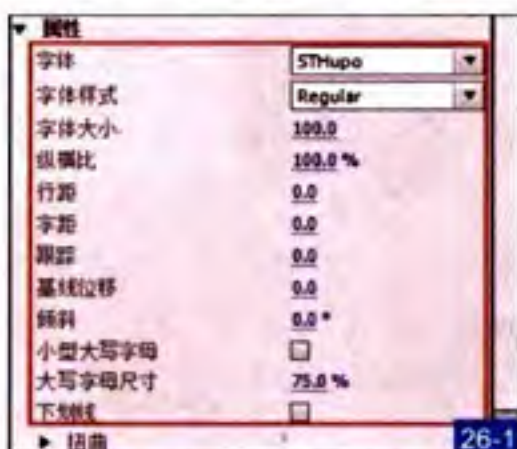 ▼ 属性
字体 STHupo
字体样式 Regular
字体大小 100.0
纵横比 100.0 %
行距 0.0
字距 0.0
跟踪 0.0
基线位移 0.0
倾斜 0.0 °
小型大写字母
大写字母尺寸 75.0 %
下划线
▶ 扭曲
26-1